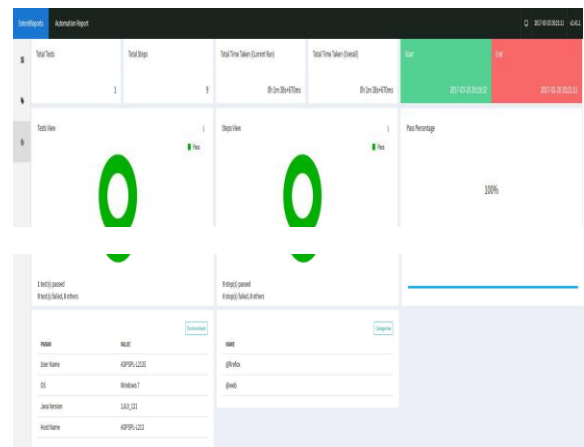 ExtentReports Automation Report
Total Tests
1
Total Steps
9
Total Time Taken (Current Run)
0h 1m 38s+670ms
Total Time Taken (Overall)
0h 1m 38s+670ms
Start
End
Tests View
Pass
Steps View
Pass
Pass Percentage
100%
1 test(s) passed
0 test(s) failed, 0 others
9 step(s) passed
0 step(s) failed, 0 others
Environment
PARAM VALUE
User Name
OS Windows 7
Java Version
Host Name
Categories
NAME
@firefox
@web